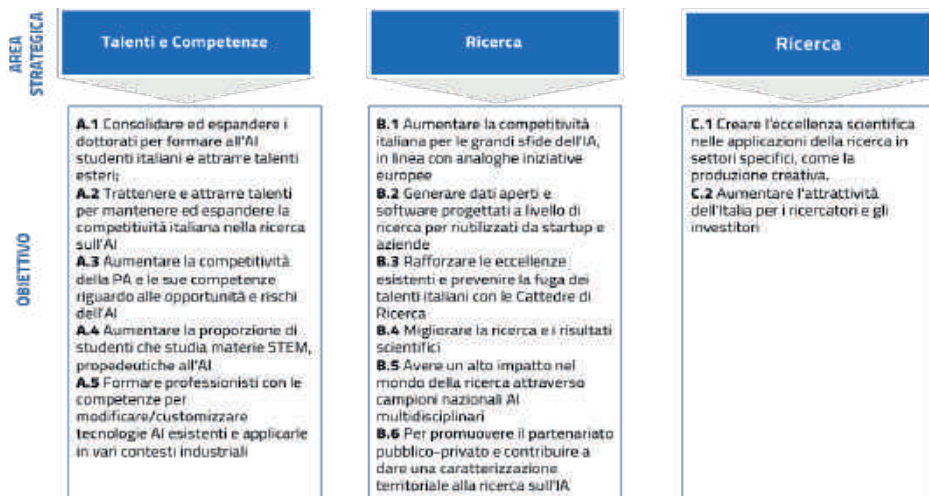 AREA
STRATEGICA
Talenti e Competenze
Ricerca
Ricerca
OBIETTIVO
A.1 Consolidare ed espandere i
dottorati per formare all'AI
studenti italiani e attrarre talenti
esteri;
A.2 Trattenere e attrarre talenti
per mantenere ed espandere la
competitività italiana nella ricerca
sull'AI
A.3 Aumentare la competitività
della PA e le sue competenze
riguardo alle opportunità e rischi
dell'AI
A.4 Aumentare la proporzione di
studenti che studia materie STEM,
propedeutiche all'AI
A.5 Formare professionisti con le
competenze per
modificare/customizzare
tecnologie AI esistenti e applicarle
in vari contesti industriali
B.1 Aumentare la competitività
italiana per le grandi sfide dell'IA,
in linea con analoghe iniziative
europee
B.2 Generare dati aperti e
software progettati a livello di
ricerca per riutilizzati da startup e
aziende
B.3 Rafforzare le eccellenze
esistenti e prevenire la fuga dei
talenti italiani con le Cattedre di
Ricerca
B.4 Migliorare la ricerca e i risultati
scientifici
B.5 Avere un alto impatto nel
mondo della ricerca attraverso
campioni nazionali AI
multidisciplinari
B.6 Per promuovere il partenariato
pubblico-privato e contribuire a
dare una caratterizzazione
territoriale alla ricerca sull'IA
C.1 Creare l'eccellenza scientifica
nelle applicazioni della ricerca in
settori specifici, come la
produzione creativa.
C.2 Aumentare l'attrattività
dell'Italia per i ricercatori e gli
investitori